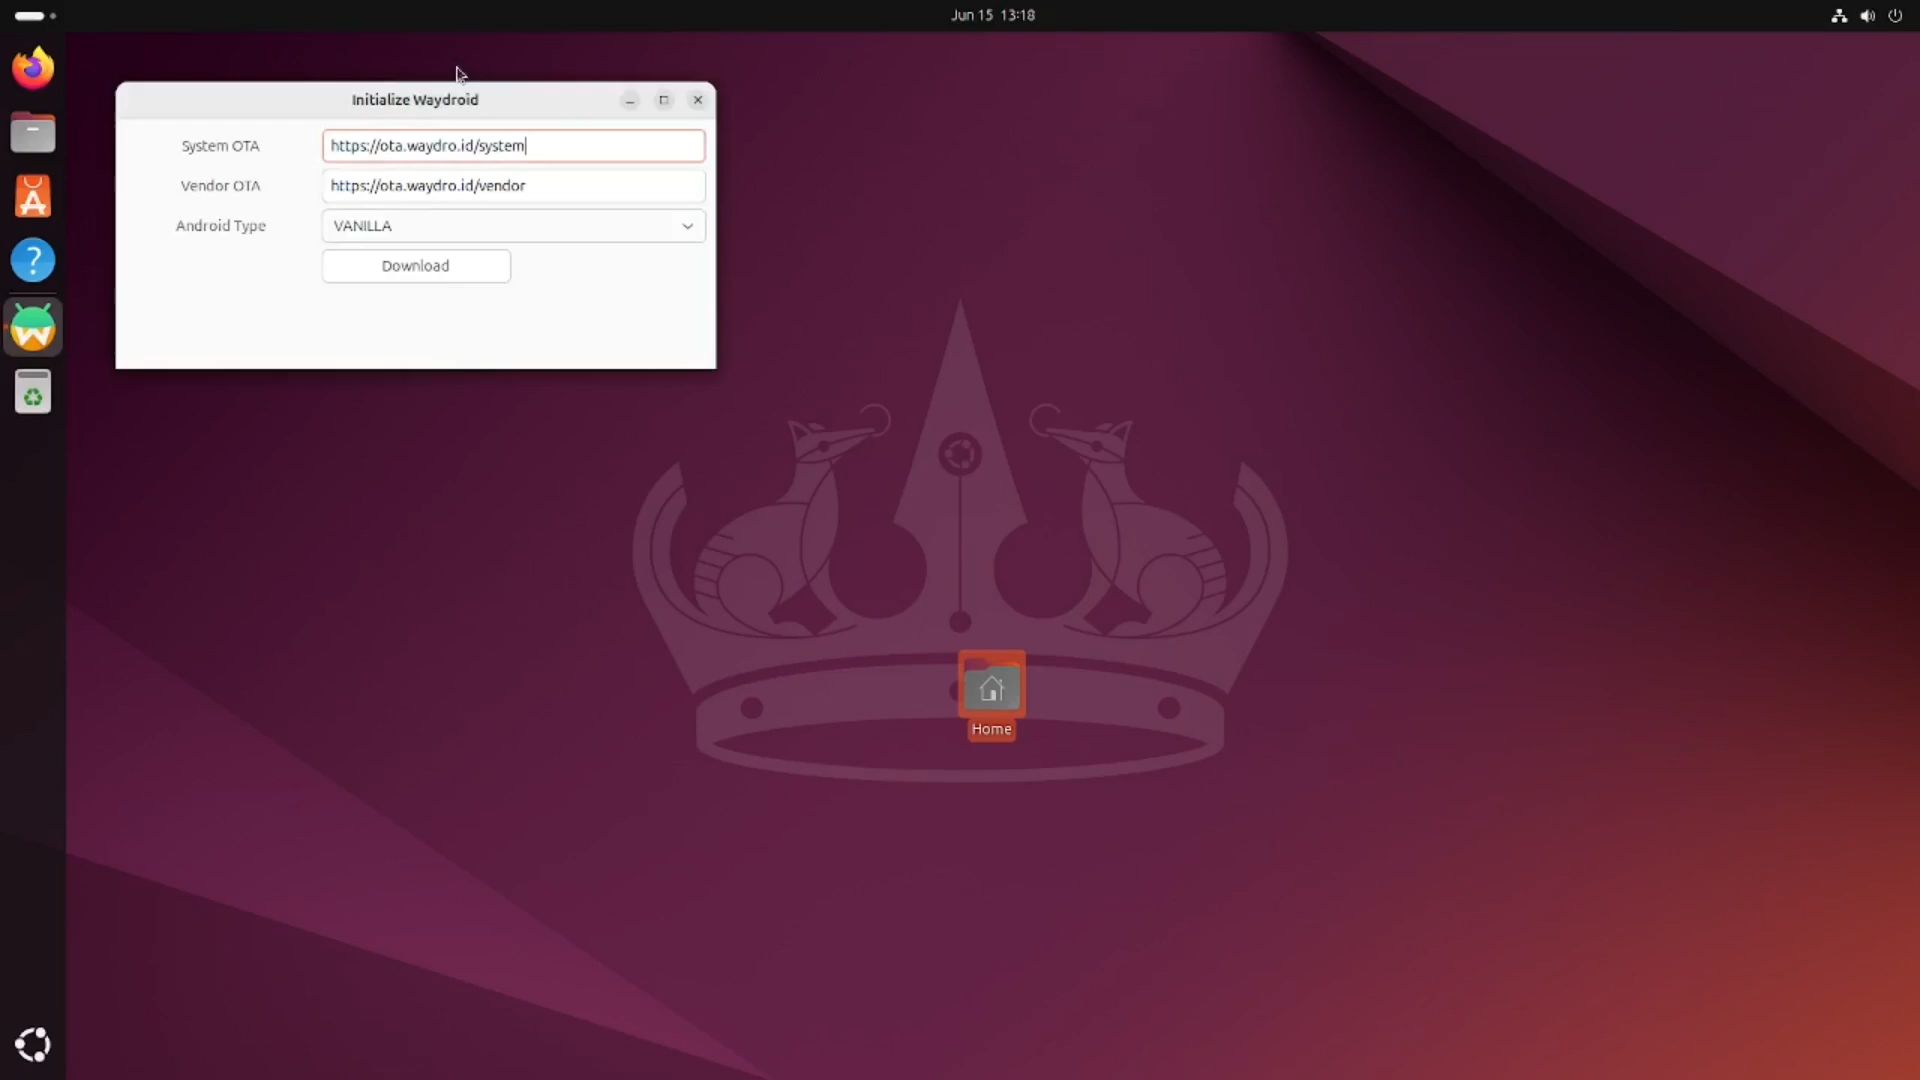 Jun 15 13:18
Initialize Waydroid
System OTA
https://ota.waydro.id/system
Vendor OTA
https://ota.waydro.id/vendor
Android Type
VANILLA
Download
Home